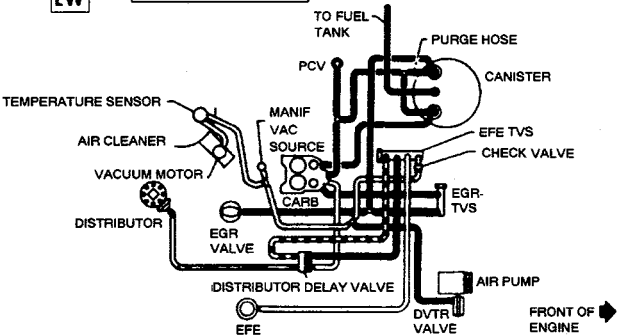 LW
TO FUEL
TANK
PURGE HOSE
PCV
CANISTER
TEMPERATURE SENSOR
MANIF
VAC
SOURCE
AIR CLEANER
EFE TVS
CHECK VALVE
VACUUM MOTOR
CARB
EGR-
TVS
DISTRIBUTOR
EGR
VALVE
DISTRIBUTOR DELAY VALVE
AIR PUMP
EFE
DVTR
VALVE
FRONT OF
ENGINE